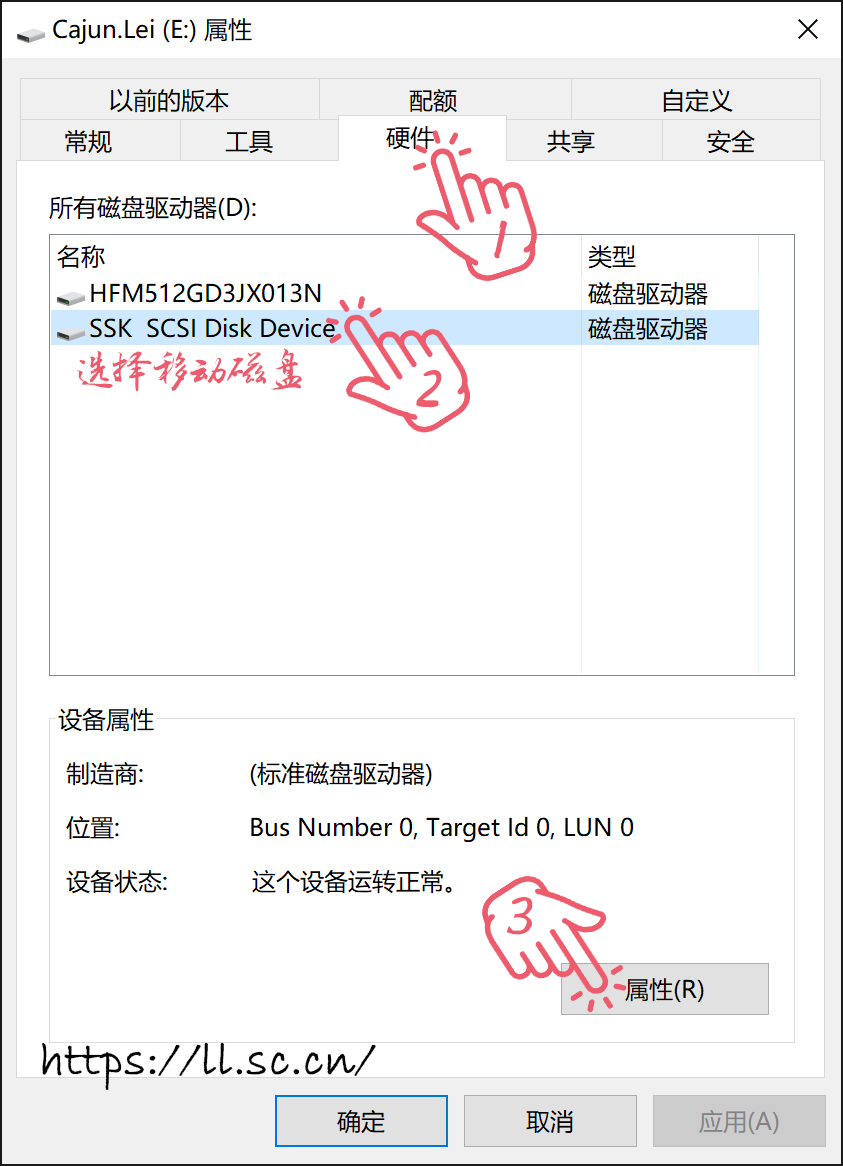 Cajun.Lei (E:) 属性
以前的版本 配额 自定义
常规 工具 硬件 共享 安全
1
所有磁盘驱动器(D):
名称 类型
HFM512GD3JX013N 磁盘驱动器
SSK  SCSI Disk Device 磁盘驱动器
选择移动磁盘
2
设备属性
制造商: (标准磁盘驱动器)
位置: Bus Number 0, Target Id 0, LUN 0
设备状态: 这个设备运转正常。
3
属性(R)
https://ll.sc.cn/
确定 取消 应用(A)